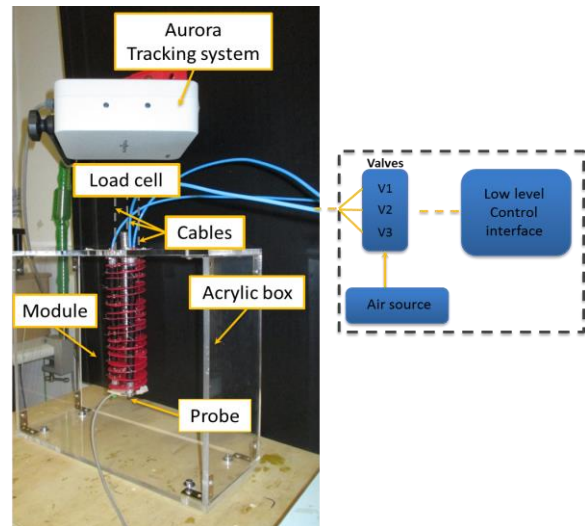 Aurora
Tracking system
Load cell
Cables
Module
Acrylic box
Probe
Valves
V1
V2
V3
Low level
Control
interface
Air source